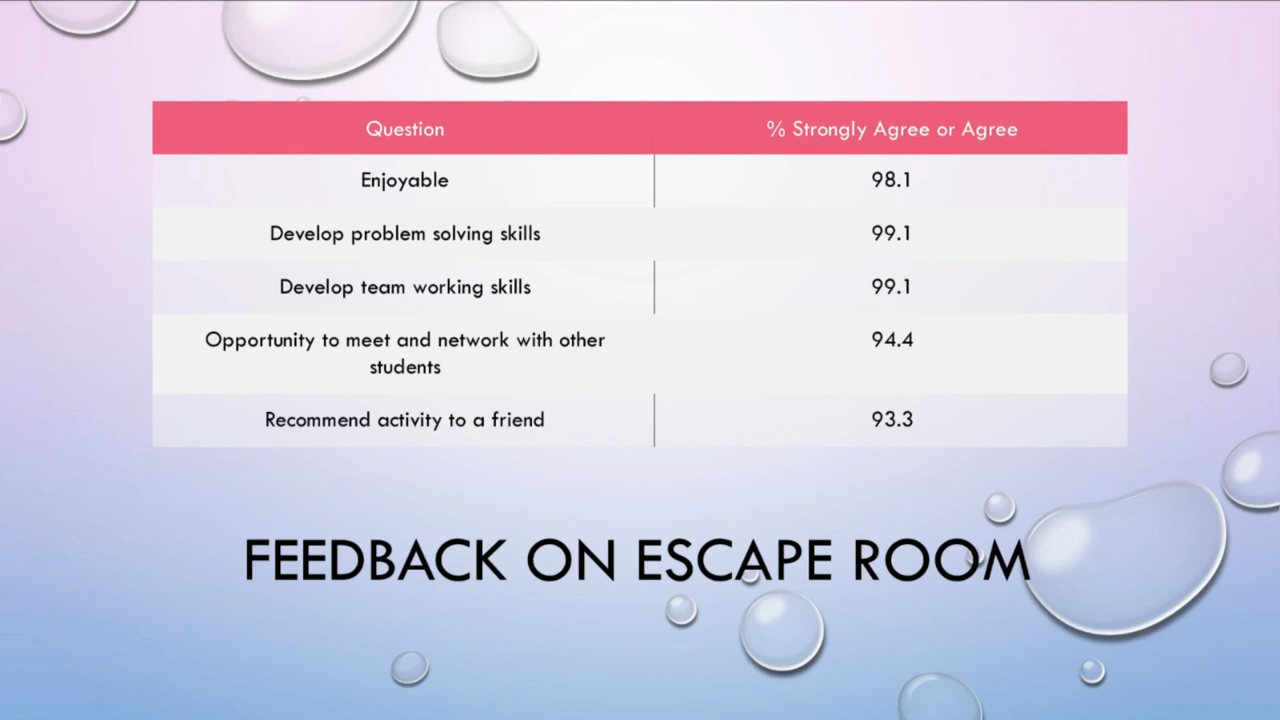 Question % Strongly Agree or Agree
Enjoyable 98.1
Develop problem solving skills 99.1
Develop team working skills 99.1
Opportunity to meet and network with other 94.4
students
Recommend activity to a friend 93.3
FEEDBACK ON ESCAPE ROOM